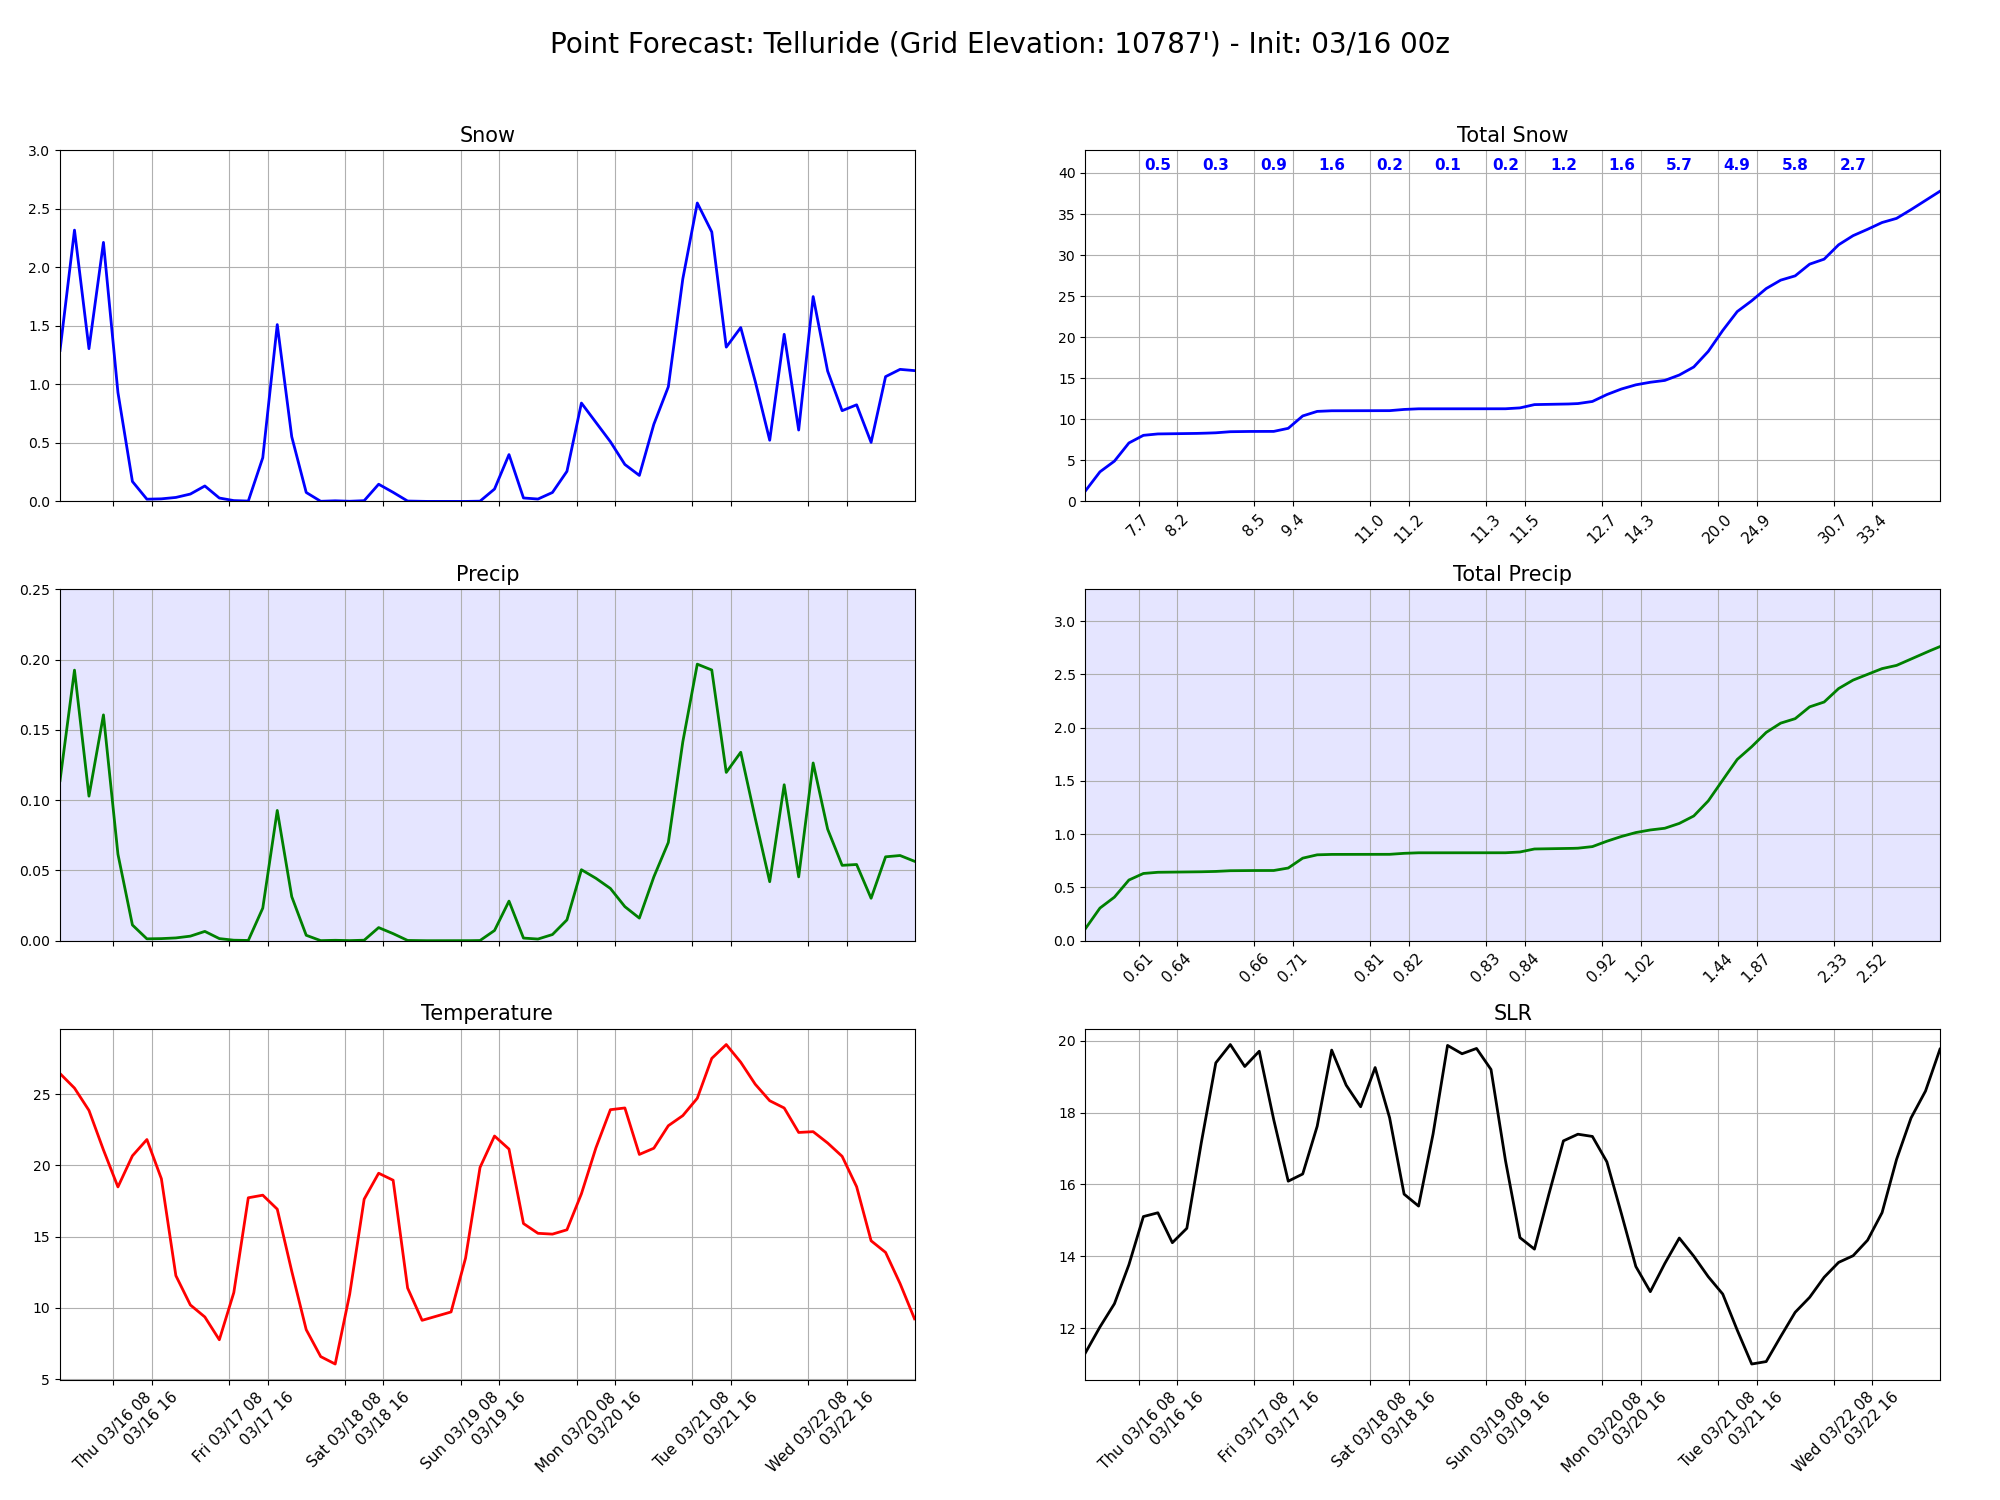 Point Forecast: Telluride (Grid Elevation: 10787') - Init: 03/16 00z
Snow
3.0
2.5
2.0
1.5
1.0
0.5
0.0
Total Snow
0.5 0.3 0.9 1.6 0.2 0.1 0.2 1.2 1.6 5.7 4.9 5.8 2.7
40
35
30
25
20
15
10
5
0
7.7 8.2 8.5 9.4 11.0 11.2 11.3 11.5 12.7 14.3 20.0 24.9 30.7 33.4
Precip
0.25
0.20
0.15
0.10
0.05
0.00
Total Precip
3.0
2.5
2.0
1.5
1.0
0.5
0.0
0.61 0.64 0.66 0.71 0.81 0.82 0.83 0.84 0.92 1.02 1.44 1.87 2.33 2.52
Temperature
25
20
15
10
5
Thu 03/16 08
03/16 16
Fri 03/17 08
03/17 16
Sat 03/18 08
03/18 16
Sun 03/19 08
03/19 16
Mon 03/20 08
03/20 16
Tue 03/21 08
03/21 16
Wed 03/22 08
03/22 16
SLR
20
18
16
14
12
Thu 03/16 08
03/16 16
Fri 03/17 08
03/17 16
Sat 03/18 08
03/18 16
Sun 03/19 08
03/19 16
Mon 03/20 08
03/20 16
Tue 03/21 08
03/21 16
Wed 03/22 08
03/22 16